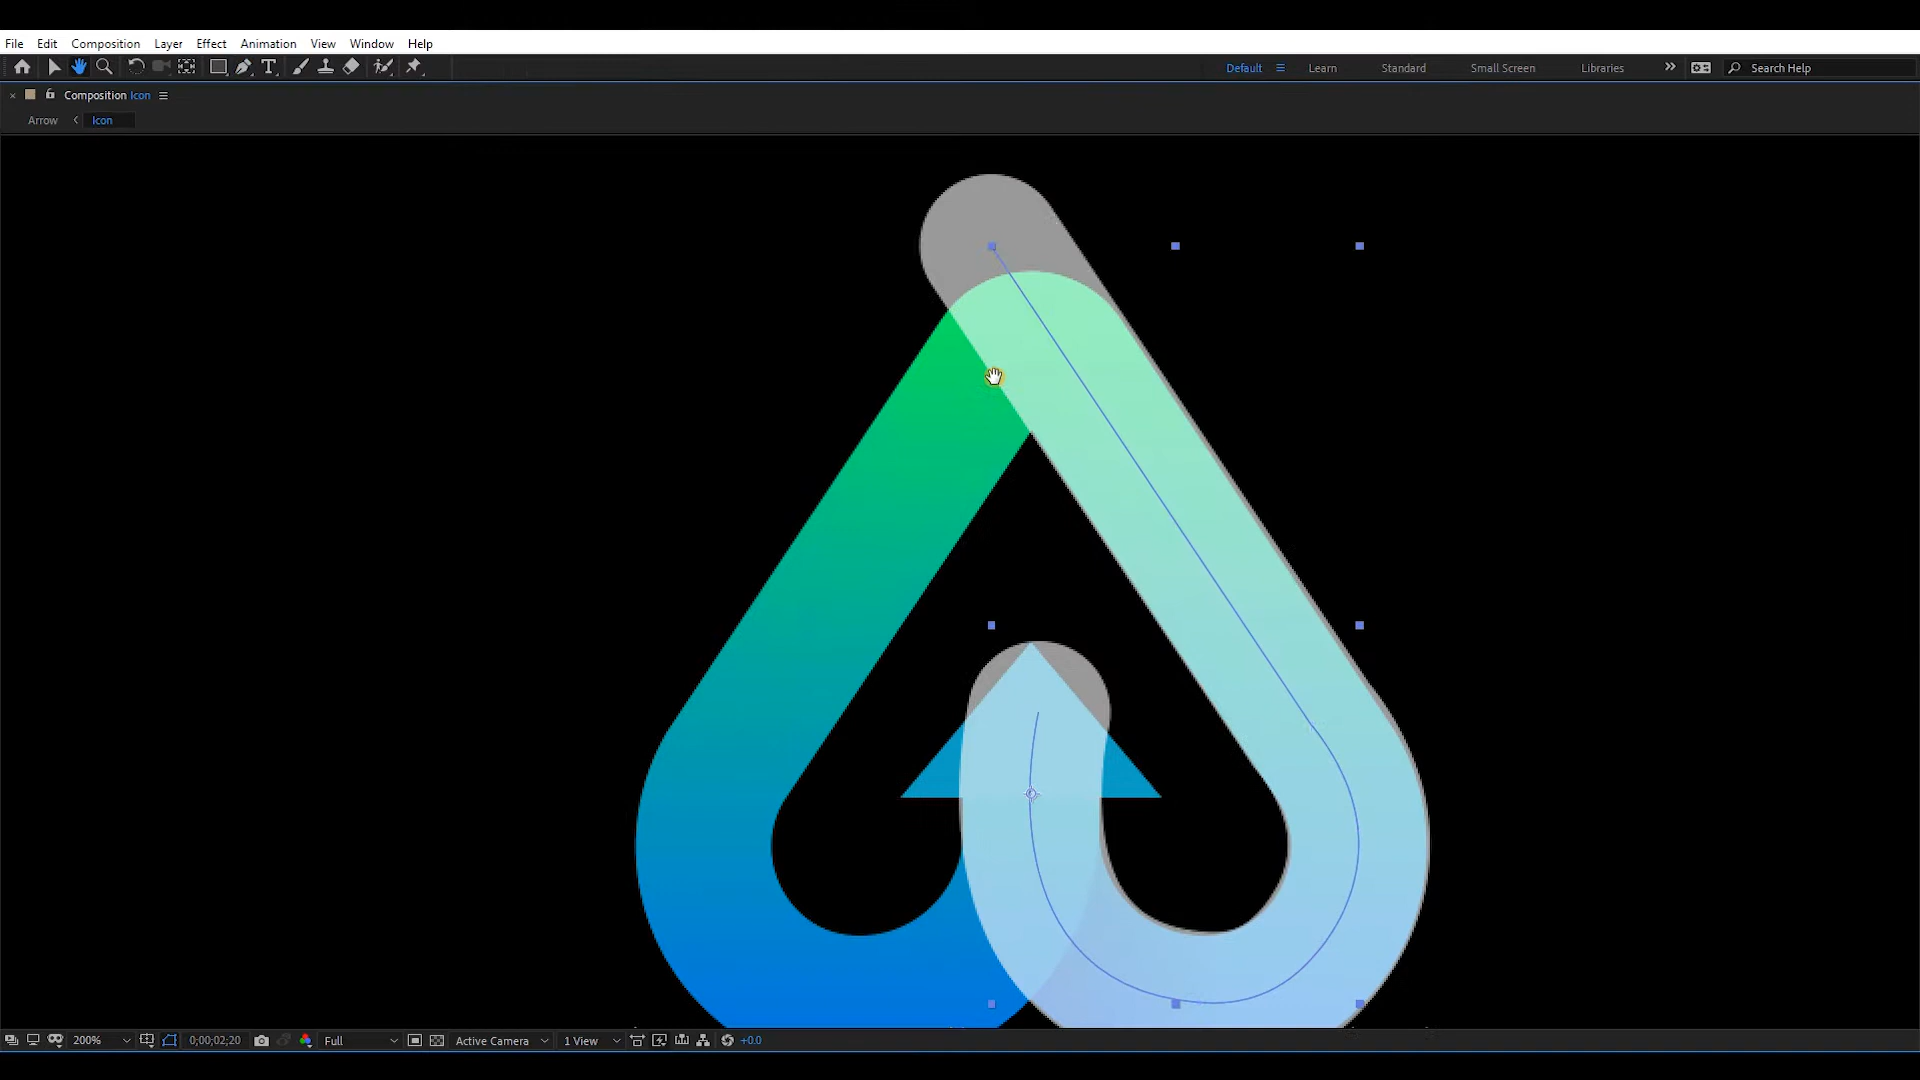 File Edit Composition Layer Effect Animation View Window Help
Default Learn Standard Small Screen Libraries Search Help
Composition Icon
Arrow Icon
200% 0;00;02;20 Full Active Camera 1 View +0.0